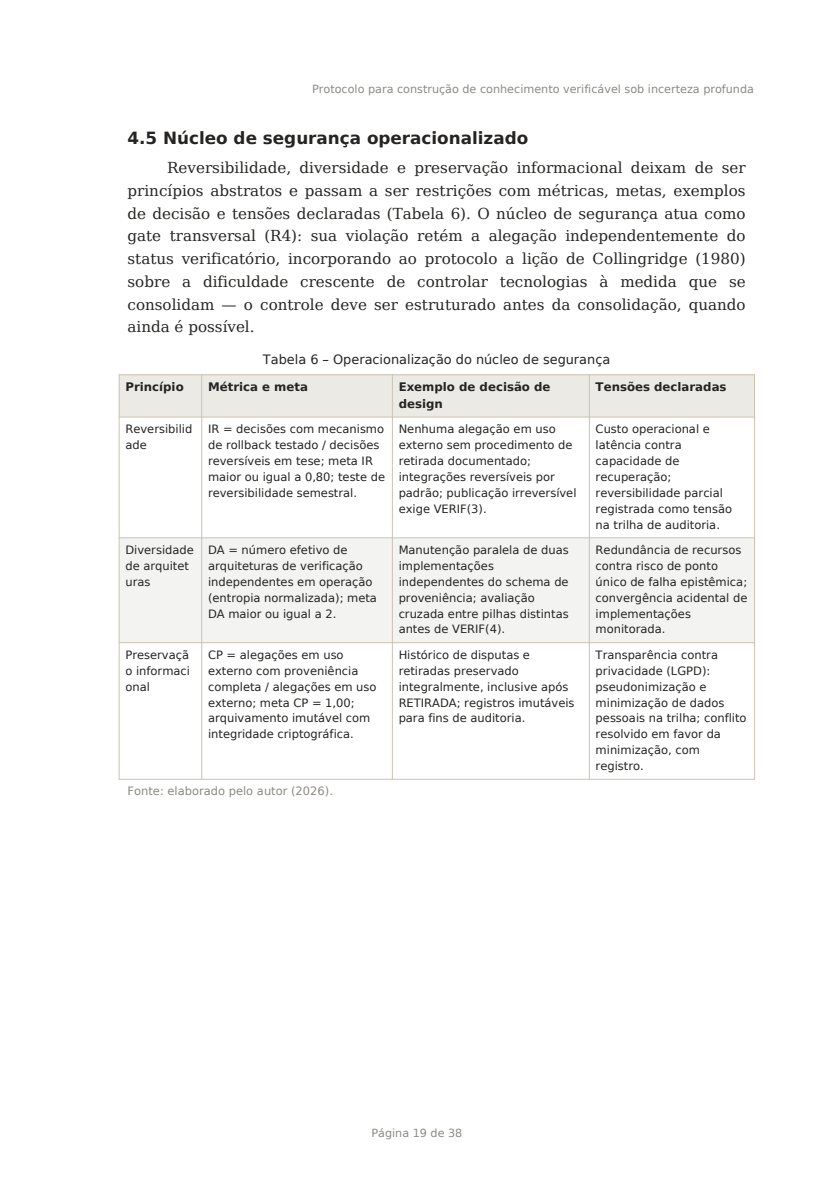 Protocolo para construção de conhecimento verificável sob incerteza profunda
4.5 Núcleo de segurança operacionalizado
Reversibilidade, diversidade e preservação informacional deixam de ser
princípios abstratos e passam a ser restrições com métricas, metas, exemplos
de decisão e tensões declaradas (Tabela 6). O núcleo de segurança atua como
gate transversal (R4): sua violação retém a alegação independentemente do
status verificatório, incorporando ao protocolo a lição de Collingridge (1980)
sobre a dificuldade crescente de controlar tecnologias à medida que se
consolidam — o controle deve ser estruturado antes da consolidação, quando
ainda é possível.
Tabela 6 – Operacionalização do núcleo de segurança
Princípio
Métrica e meta
Exemplo de decisão de
design
Tensões declaradas
Reversibilid
ade
IR = decisões com mecanismo
de rollback testado / decisões
reversíveis em tese; meta IR
maior ou igual a 0,80; teste de
reversibilidade semestral.
Nenhuma alegação em uso
externo sem procedimento de
retirada documentado;
integrações reversíveis por
padrão; publicação irreversível
exige VERIF(3).
Custo operacional e
latência contra
capacidade de
recuperação;
reversibilidade parcial
registrada como tensão
na trilha de auditoria.
Diversidade
de arquitet
uras
DA = número efetivo de
arquiteturas de verificação
independentes em operação
(entropia normalizada); meta
DA maior ou igual a 2.
Manutenção paralela de duas
implementações
independentes do schema de
proveniência; avaliação
cruzada entre pilhas distintas
antes de VERIF(4).
Redundância de recursos
contra risco de ponto
único de falha epistêmica;
convergência acidental de
implementações
monitorada.
Preservaçã
o informaci
onal
CP = alegações em uso
externo com proveniência
completa / alegações em uso
externo; meta CP = 1,00;
arquivamento imutável com
integridade criptográfica.
Histórico de disputas e
retiradas preservado
integralmente, inclusive após
RETIRADA; registros imutáveis
para fins de auditoria.
Transparência contra
privacidade (LGPD):
pseudonimização e
minimização de dados
pessoais na trilha; conflito
resolvido em favor da
minimização, com
registro.
Fonte: elaborado pelo autor (2026).
Página 19 de 38